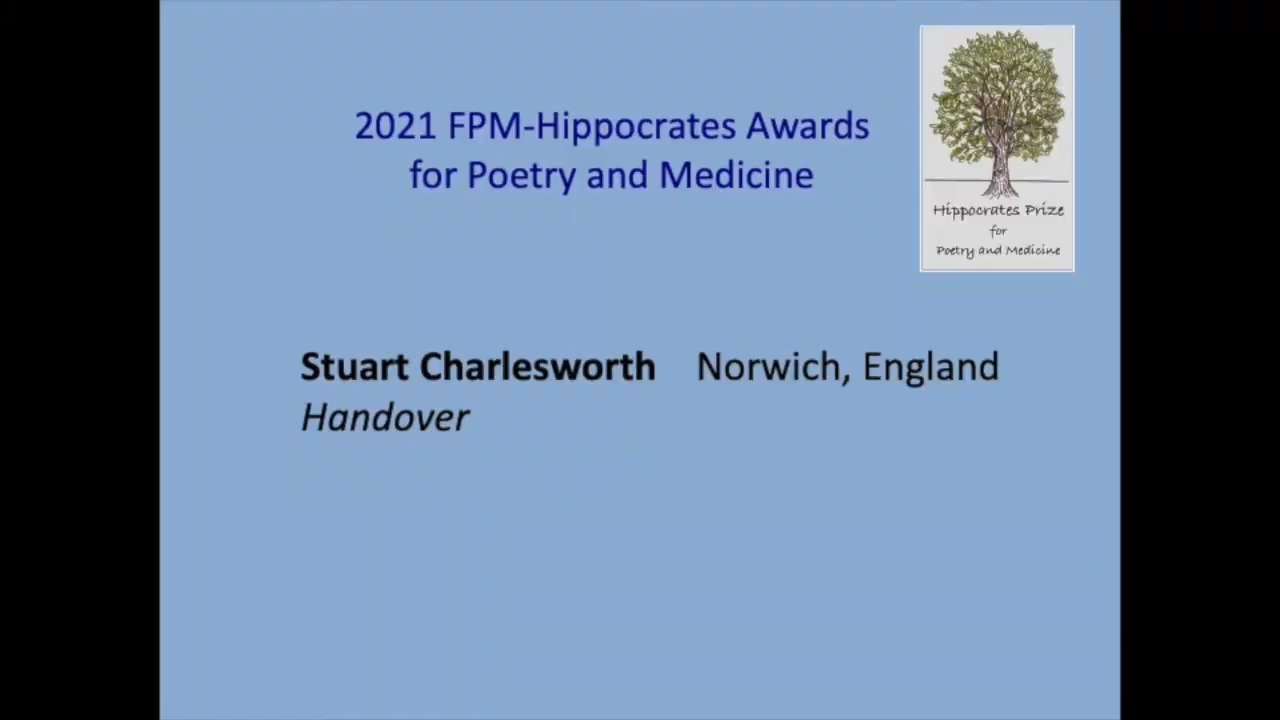 2021 FPM-Hippocrates Awards
for Poetry and Medicine
Hippocrates Prize
for
Poetry and Medicine
Stuart Charlesworth Norwich, England
Handover